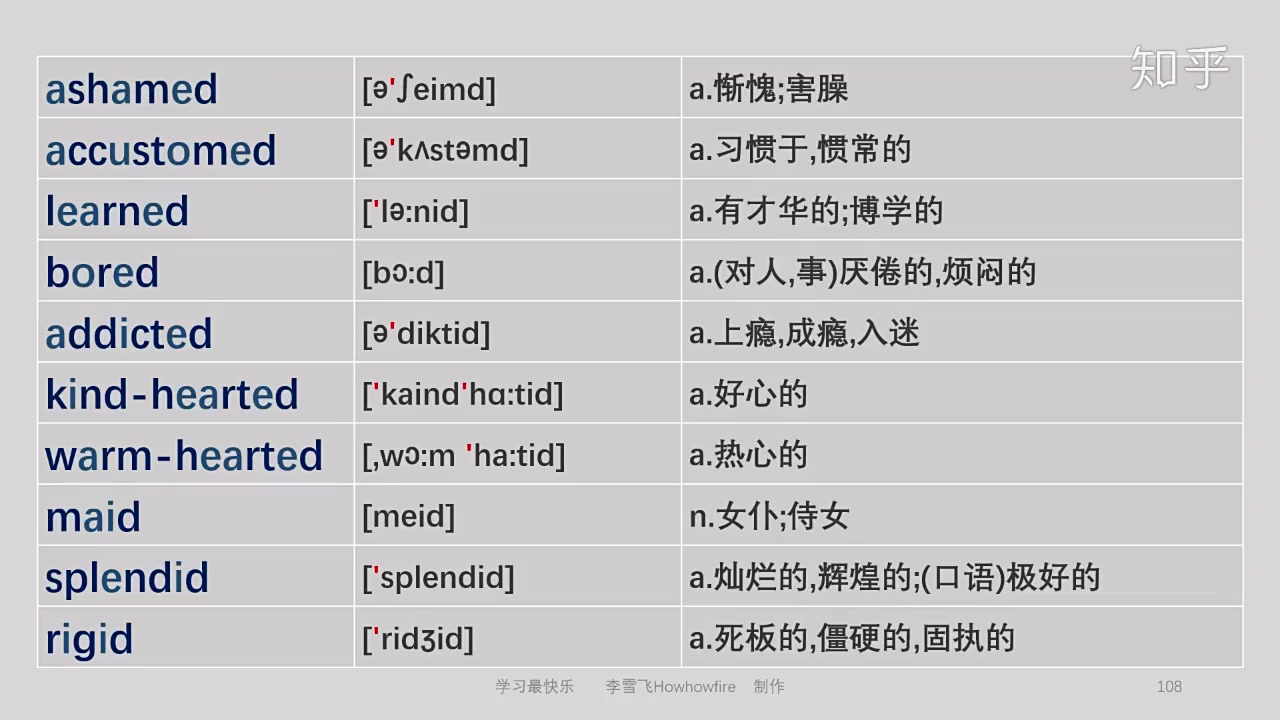 知乎
ashamed [ə'ʃeimd] a.惭愧;害臊
accustomed [ə'kʌstəmd] a.习惯于,惯常的
learned ['lə:nid] a.有才华的;博学的
bored [bɔ:d] a.(对人,事)厌倦的,烦闷的
addicted [ə'diktid] a.上瘾,成瘾,入迷
kind-hearted ['kaind'hɑ:tid] a.好心的
warm-hearted [,wɔ:m 'ha:tid] a.热心的
maid [meid] n.女仆;侍女
splendid ['splendid] a.灿烂的,辉煌的;(口语)极好的
rigid ['ridʒid] a.死板的,僵硬的,固执的
学习最快乐 李雪飞Howhowfire 制作 108